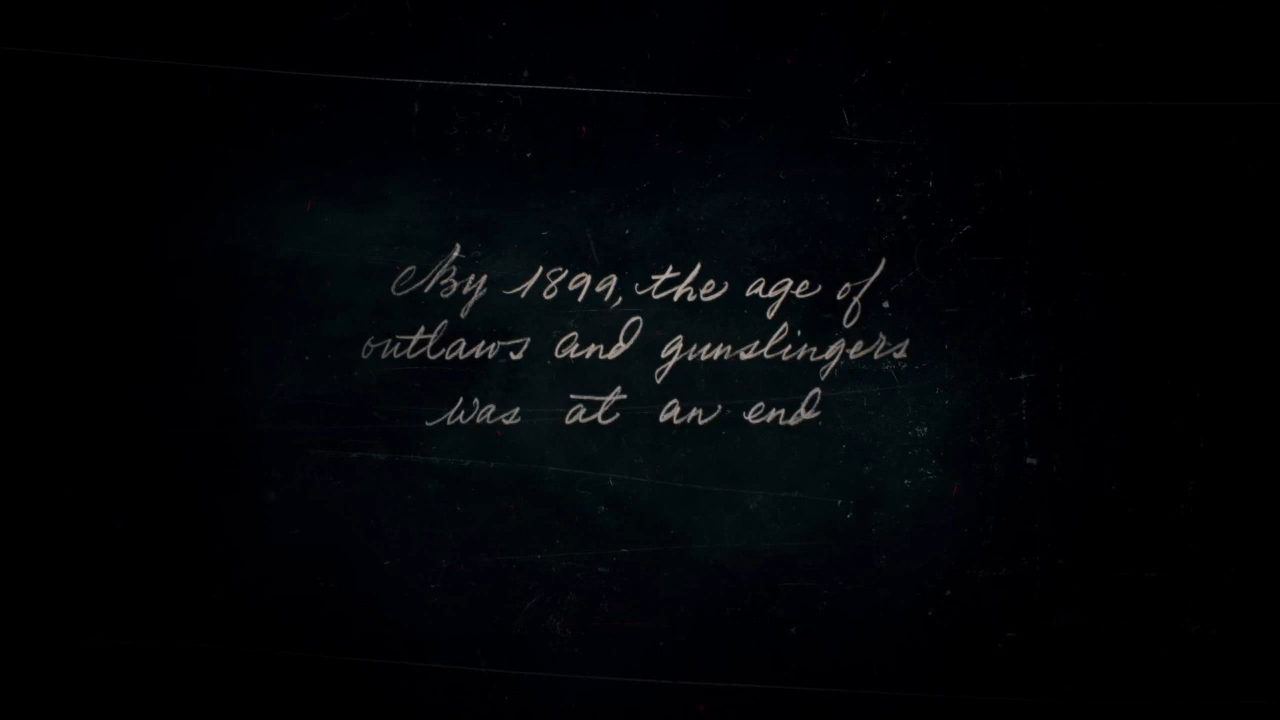 By 1899, the age of
outlaws and gunslingers
was at an end